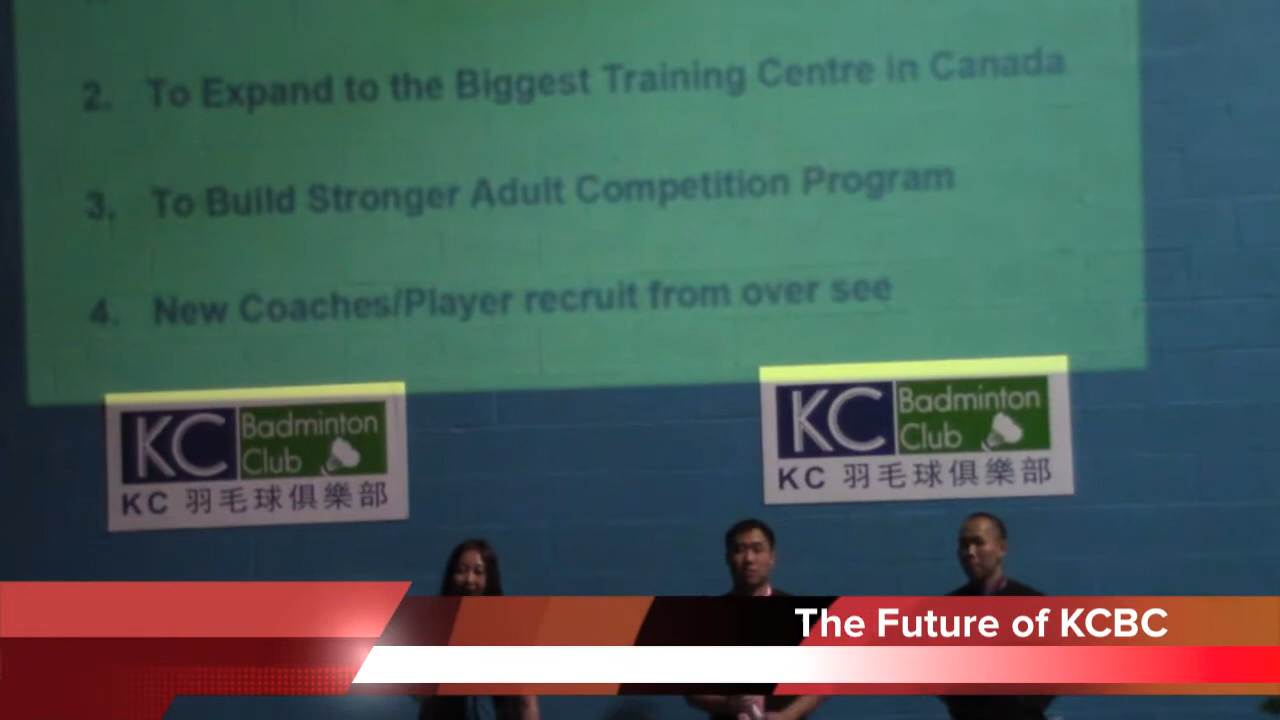 2. To Expand to the Biggest Training Centre in Canada
3. To Build Stronger Adult Competition Program
4. New Coaches/Player recruit from over see
KC Badminton Club
KC 羽毛球俱樂部
KC Badminton Club
KC 羽毛球俱樂部
The Future of KCBC